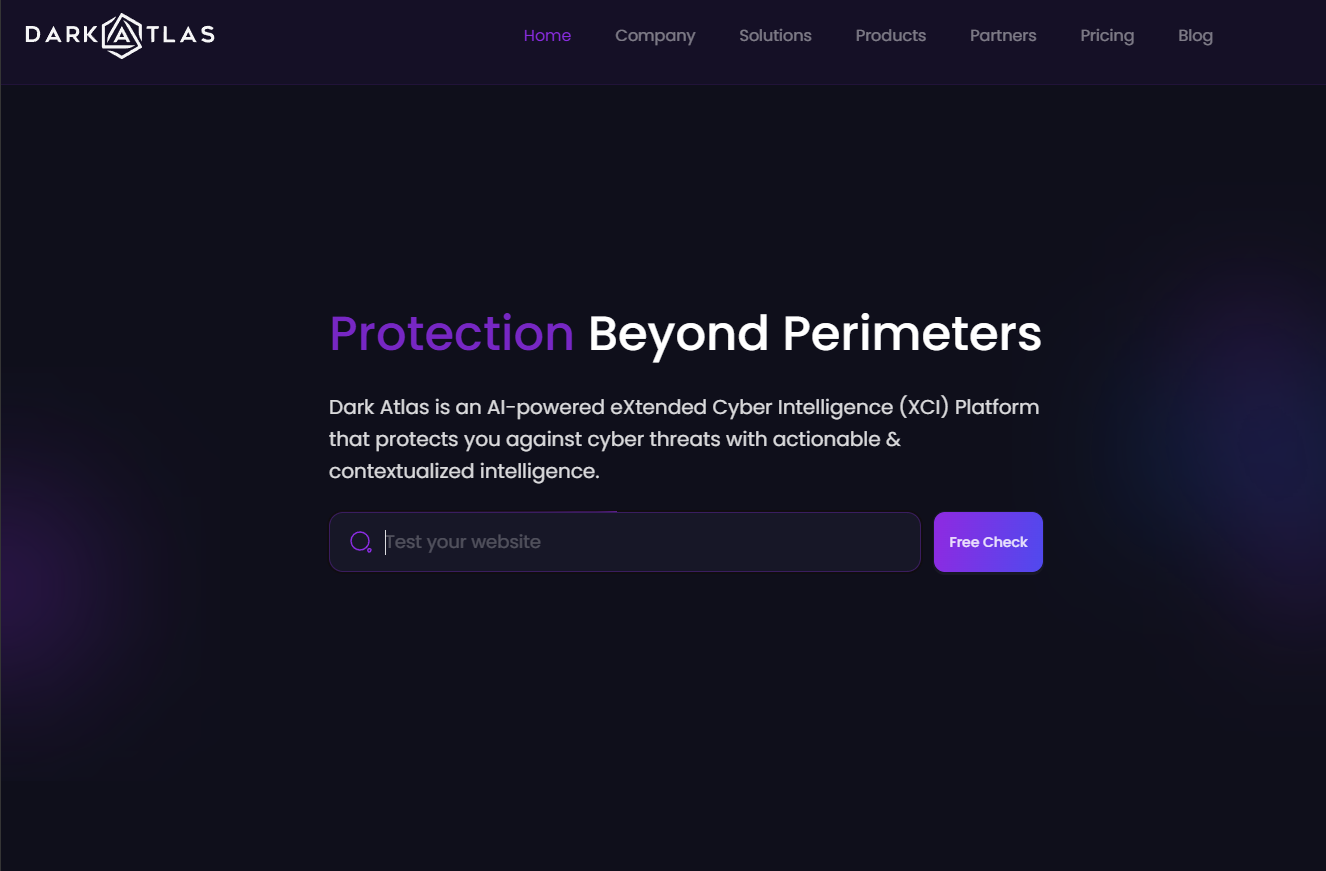 DARK ATLAS
Home Company Solutions Products Partners Pricing Blog
Protection Beyond Perimeters
Dark Atlas is an AI-powered eXtended Cyber Intelligence (XCI) Platform
that protects you against cyber threats with actionable &
contextualized intelligence.
Test your website Free Check